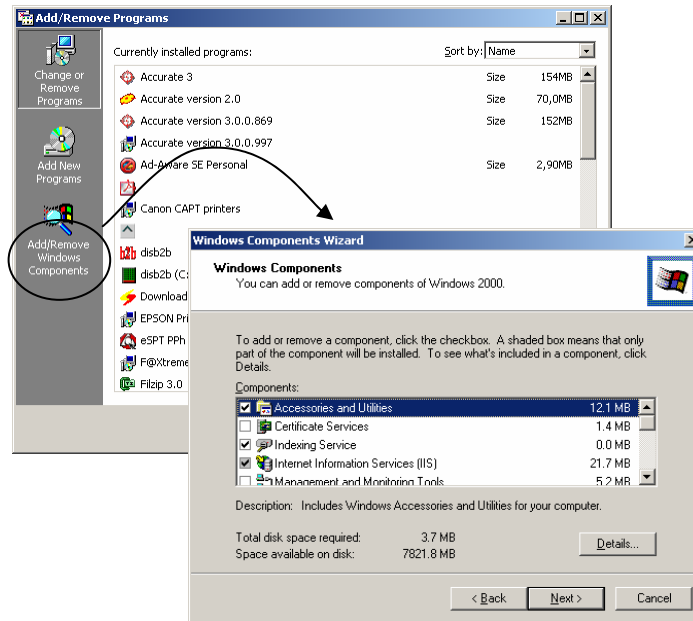 Add/Remove Programs
Change or
Remove
Programs
Add New
Programs
Add/Remove
Windows
Components
Currently installed programs:
Sort by: Name
Accurate 3 Size 154MB
Accurate version 2.0 Size 70,0MB
Accurate version 3.0.0.869 Size 152MB
Accurate version 3.0.0.997
Ad-Aware SE Personal Size 2,90MB
Canon CAPT printers
disb2b
disb2b (C:
Download
EPSON Pri
eSPT PPh
F@Xtreme
Filzip 3.0
Windows Components Wizard
Windows Components
You can add or remove components of Windows 2000.
To add or remove a component, click the checkbox. A shaded box means that only
part of the component will be installed. To see what's included in a component, click
Details.
Components:
Accessories and Utilities 12.1 MB
Certificate Services 1.4 MB
Indexing Service 0.0 MB
Internet Information Services (IIS) 21.7 MB
Management and Monitoring Tools 5.2 MB
Description: Includes Windows Accessories and Utilities for your computer.
Total disk space required: 3.7 MB
Space available on disk: 7821.8 MB
Details...
< Back
Next >
Cancel